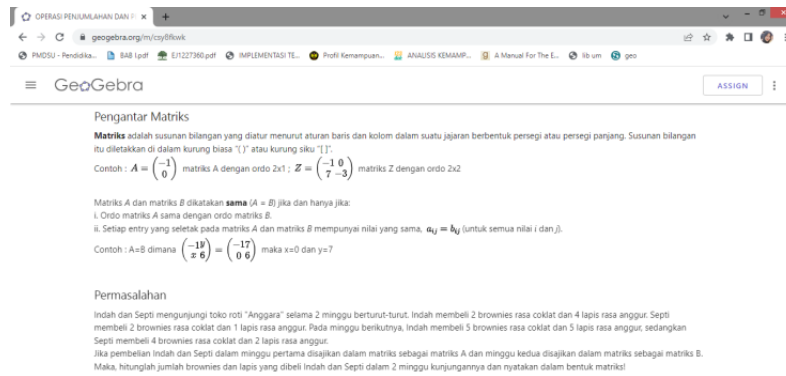 OPERASI PENJUMLAHAN DAN P
geogebra.org/m/csy8fkwk
PMDSU - Pendidika... BAB I.pdf EJ1227360.pdf IMPLEMENTASI TE... Profil Kemampuan... ANALISIS KEMAMP... A Manual For The E... lib um geo
GeoGebra ASSIGN
Pengantar Matriks
Matriks adalah susunan bilangan yang diatur menurut aturan baris dan kolom dalam suatu jajaran berbentuk persegi atau persegi panjang. Susunan bilangan
itu diletakkan di dalam kurung biasa "( )" atau kurung siku "[ ]".
Contoh : A = (−1 0) matriks A dengan ordo 2x1 ; Z = (−1 0 7 −3) matriks Z dengan ordo 2x2
Matriks A dan matriks B dikatakan sama (A = B) jika dan hanya jika:
i. Ordo matriks A sama dengan ordo matriks B.
ii. Setiap entry yang seletak pada matriks A dan matriks B mempunyai nilai yang sama, aij = bij (untuk semua nilai i dan j).
Contoh : A=B dimana (−1y x 6) = (−17 0 6) maka x=0 dan y=7
Permasalahan
Indah dan Septi mengunjungi toko roti "Anggara" selama 2 minggu berturut-turut. Indah membeli 2 brownies rasa coklat dan 4 lapis rasa anggur. Septi
membeli 2 brownies rasa coklat dan 1 lapis rasa anggur. Pada minggu berikutnya, Indah membeli 5 brownies rasa coklat dan 5 lapis rasa anggur, sedangkan
Septi membeli 4 brownies rasa coklat dan 2 lapis rasa anggur.
Jika pembelian Indah dan Septi dalam minggu pertama disajikan dalam matriks sebagai matriks A dan minggu kedua disajikan dalam matriks sebagai matriks B.
Maka, hitunglah jumlah brownies dan lapis yang dibeli Indah dan Septi dalam 2 minggu kunjungannya dan nyatakan dalam bentuk matriks!